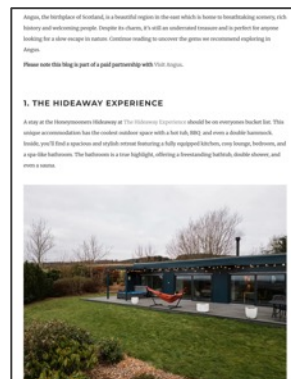 Angus, the birthplace of Scotland, is a beautiful region in the east which is home to breathtaking scenery, rich
history and welcoming people. Despite its charm, it's still an underrated treasure and is perfect for anyone
looking for a slow escape in nature. Continue reading to uncover the gems we recommend exploring in
Angus.
Please note this blog is part of a paid partnership with Visit Angus.
1. THE HIDEAWAY EXPERIENCE
A stay at the Honeymooners Hideaway at The Hideaway Experience should be on everyones bucket list. This
unique accommodation has the coolest outdoor space with a hot tub, BBQ and even a double hammock.
Inside, you'll find a spacious and stylish retreat featuring a fully equipped kitchen, cosy lounge, bedroom, and
a spa-like bathroom. The bathroom is a true highlight, offering a freestanding bathtub, double shower, and
even a sauna.